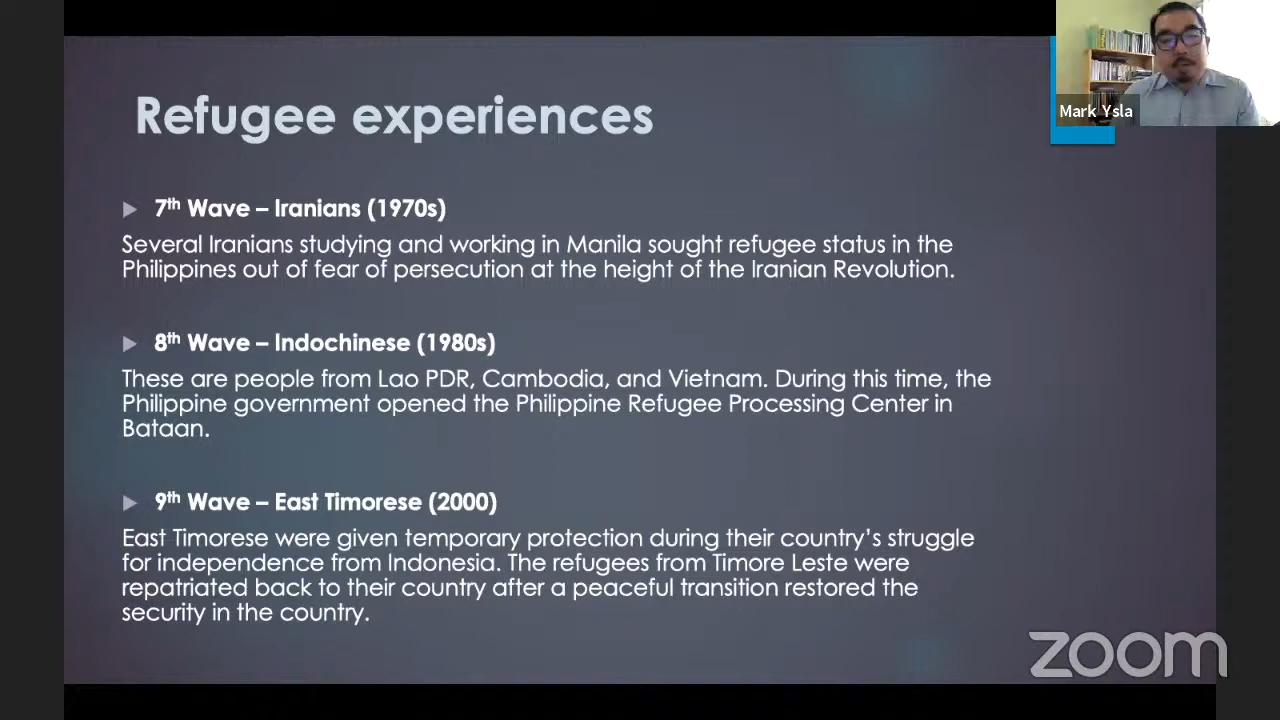 Refugee experiences
Mark Ysla
7th Wave – Iranians (1970s)
Several Iranians studying and working in Manila sought refugee status in the
Philippines out of fear of persecution at the height of the Iranian Revolution.
8th Wave – Indochinese (1980s)
These are people from Lao PDR, Cambodia, and Vietnam. During this time, the
Philippine government opened the Philippine Refugee Processing Center in
Bataan.
9th Wave – East Timorese (2000)
East Timorese were given temporary protection during their country's struggle
for independence from Indonesia. The refugees from Timore Leste were
repatriated back to their country after a peaceful transition restored the
security in the country.
zoom